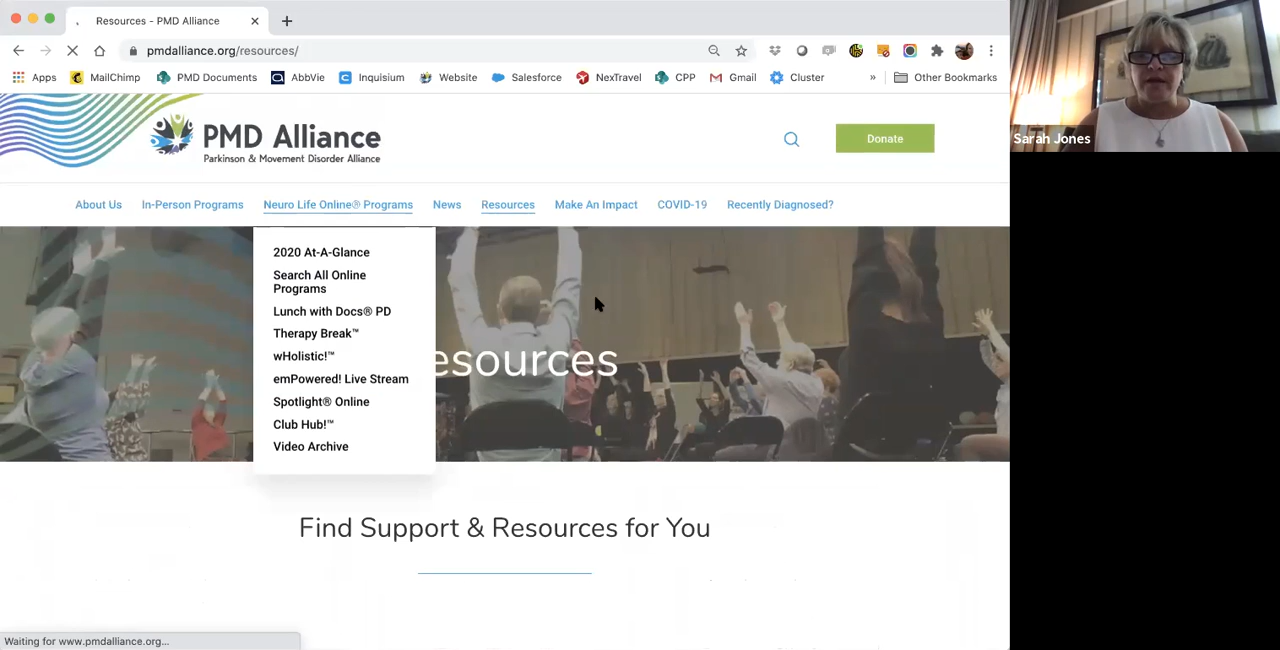 Resources - PMD Alliance
pmdalliance.org/resources/
Apps MailChimp PMD Documents AbbVie Inquisium Website Salesforce NexTravel CPP Gmail Cluster » Other Bookmarks
PMD Alliance
Parkinson & Movement Disorder Alliance
Donate
Sarah Jones
About Us In-Person Programs Neuro Life Online® Programs News Resources Make An Impact COVID-19 Recently Diagnosed?
2020 At-A-Glance
Search All Online
Programs
Lunch with Docs® PD
Therapy Break™
wHolistic!™
emPowered! Live Stream
Spotlight® Online
Club Hub!™
Video Archive
esources
Find Support & Resources for You
Waiting for www.pmdalliance.org...